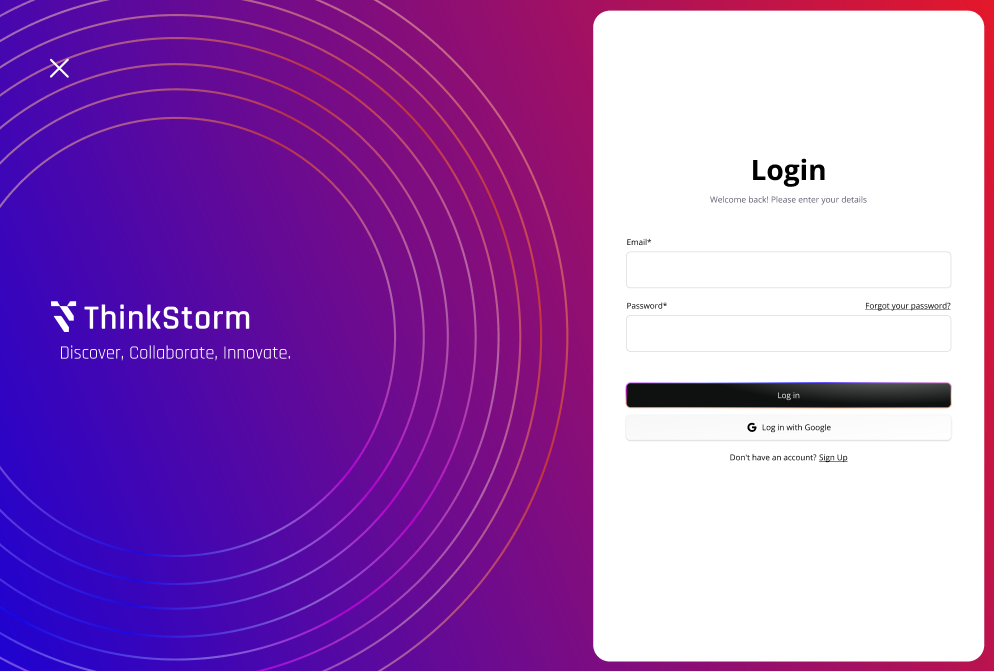 ThinkStorm
Discover, Collaborate, Innovate.
Login
Welcome back! Please enter your details
Email*
Password*
Forgot your password?
Log in
Log in with Google
Don't have an account? Sign Up